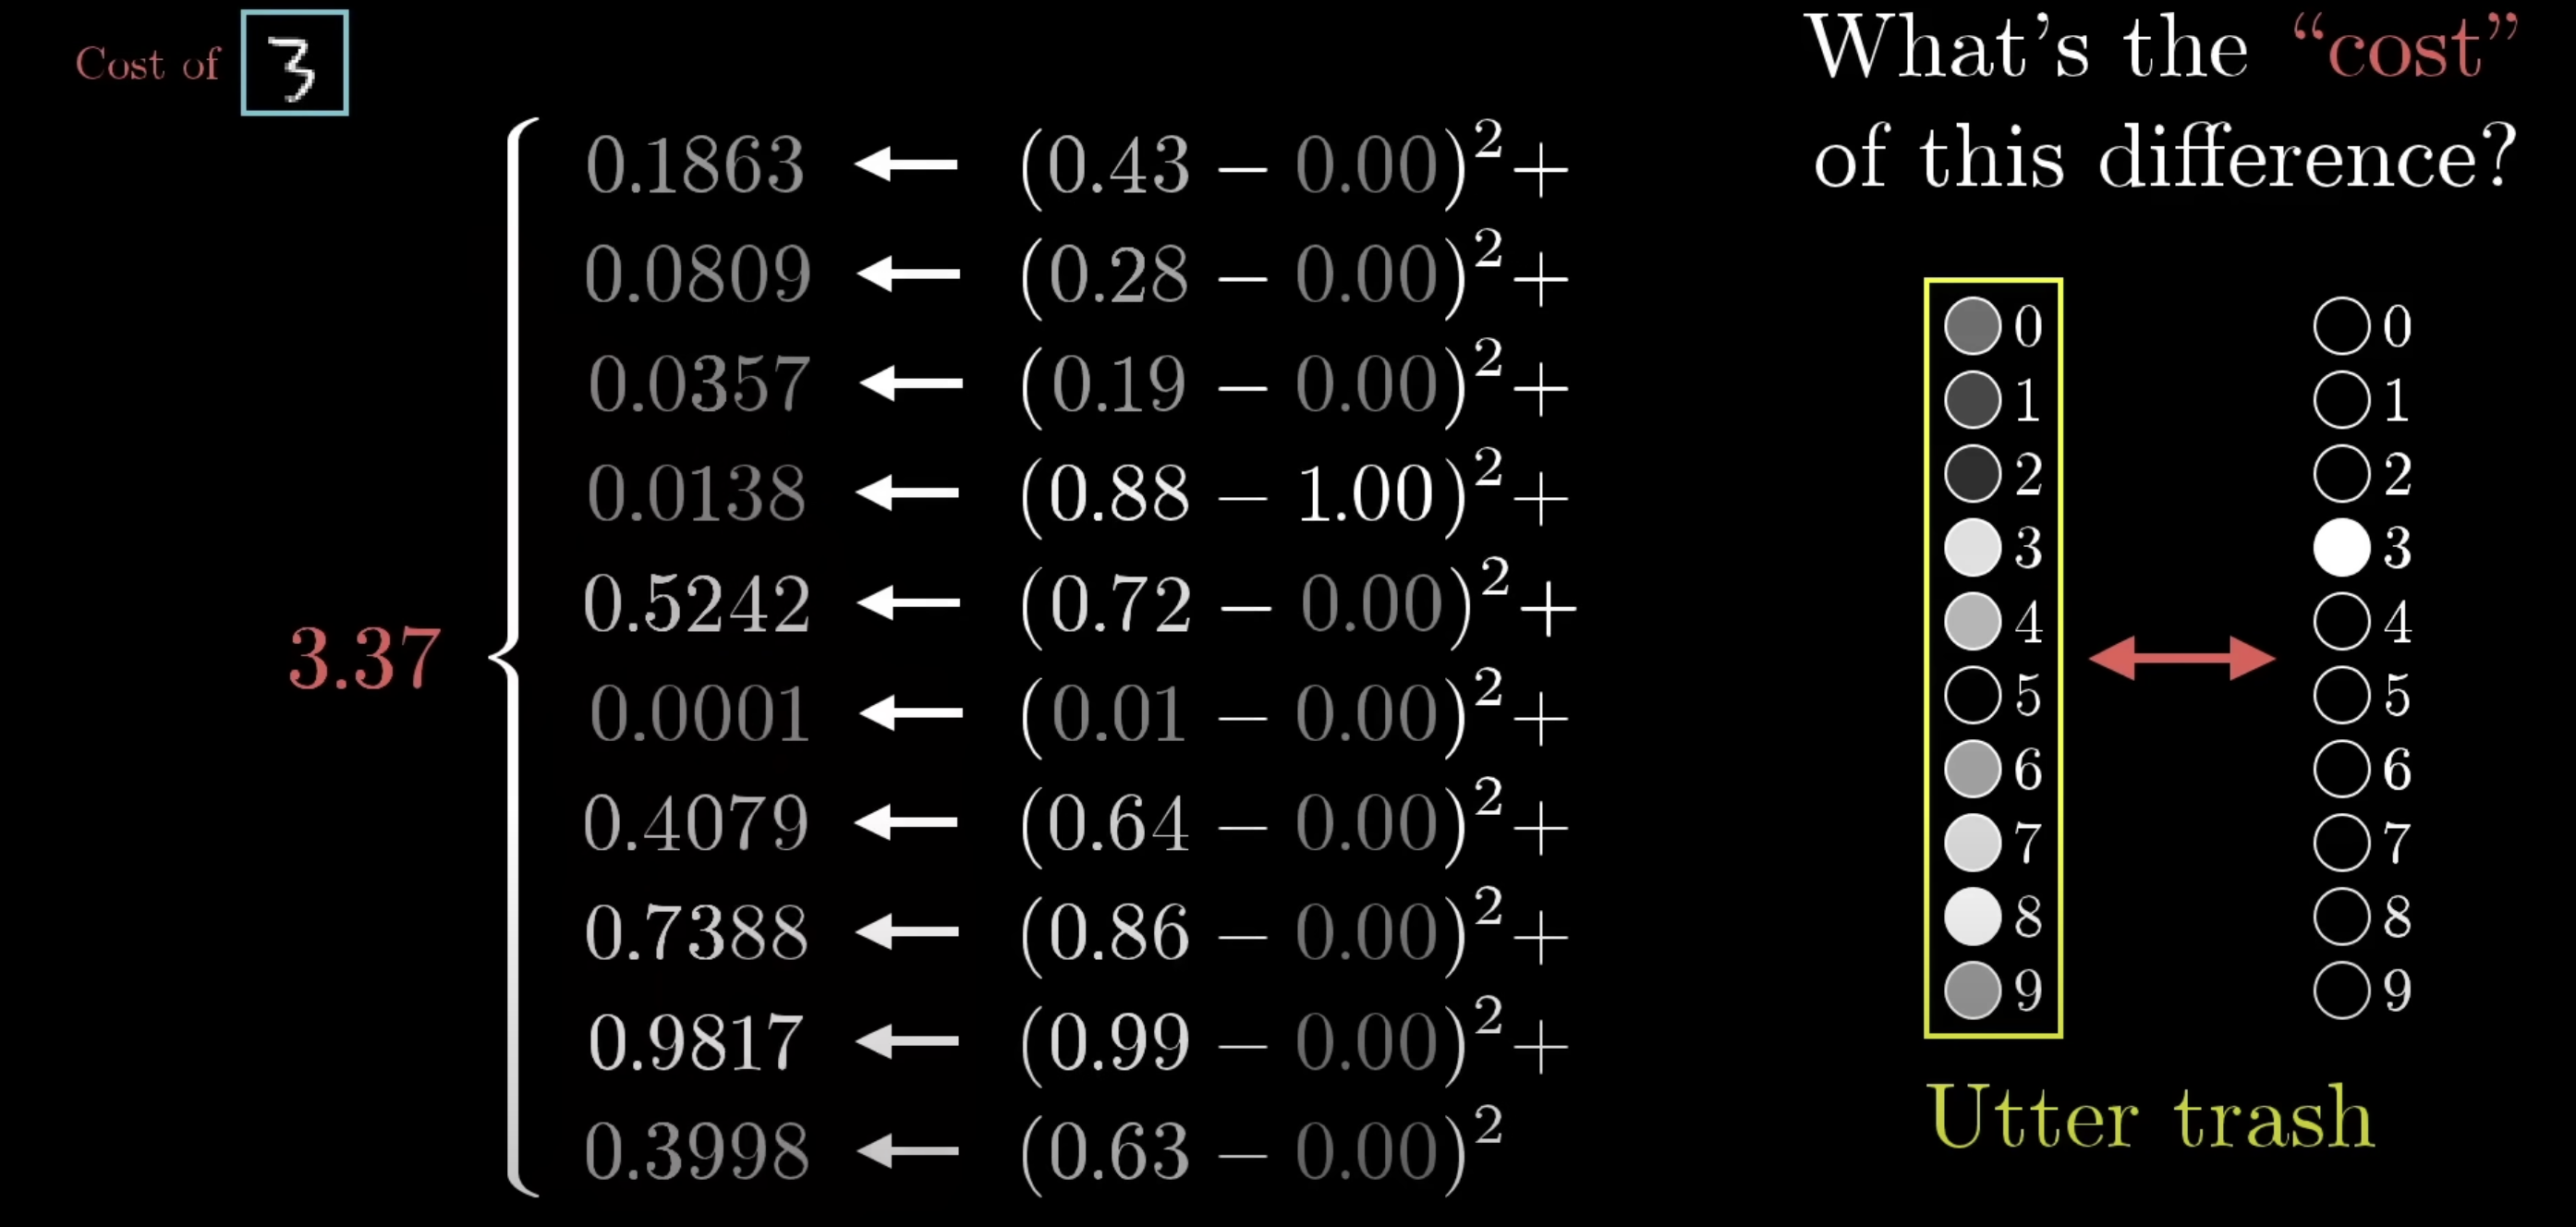 Cost of 3
What's the “cost”
of this difference?
3.37
0.1863 ← (0.43 − 0.00)² +
0.0809 ← (0.28 − 0.00)² +
0.0357 ← (0.19 − 0.00)² +
0.0138 ← (0.88 − 1.00)² +
0.5242 ← (0.72 − 0.00)² +
0.0001 ← (0.01 − 0.00)² +
0.4079 ← (0.64 − 0.00)² +
0.7388 ← (0.86 − 0.00)² +
0.9817 ← (0.99 − 0.00)² +
0.3998 ← (0.63 − 0.00)²
0 0
1 1
2 2
3 3
4 4
5 5
6 6
7 7
8 8
9 9
Utter trash